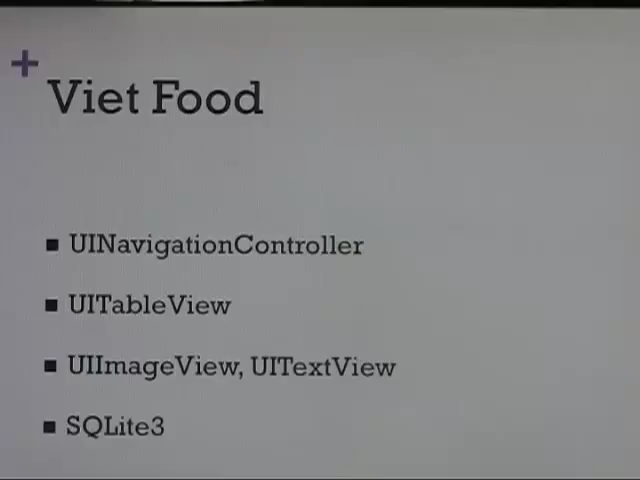 +
Viet Food
■ UINavigationController
■ UITableView
■ UIImageView, UITextView
■ SQLite3